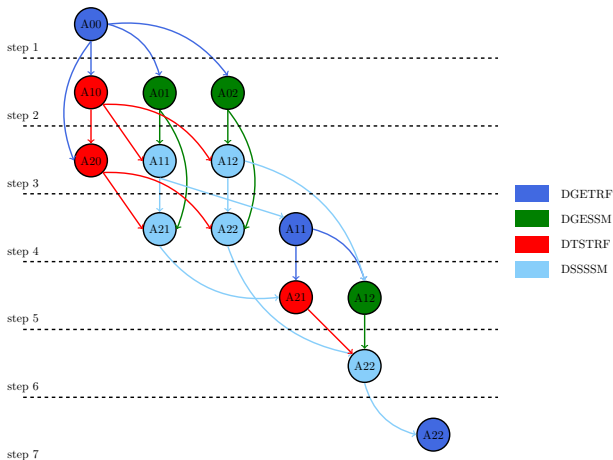 A00
step 1
A10 A01 A02
step 2
A20 A11 A12
step 3
DGETRF
DGESSM
DTSTRF
DSSSSM
A21 A22 A11
step 4
A21 A12
step 5
A22
step 6
A22
step 7